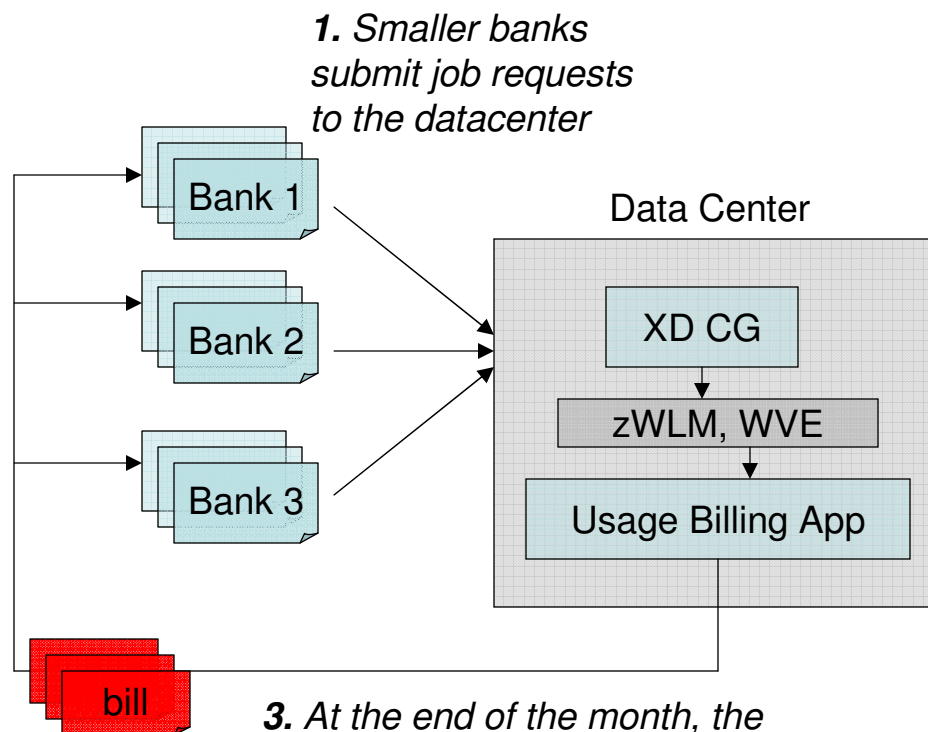 1. Smaller banks
submit job requests
to the datacenter
Bank 1
Data Center
XD CG
Bank 2
zWLM, WVE
Bank 3
Usage Billing App
bill
3. At the end of the month, the